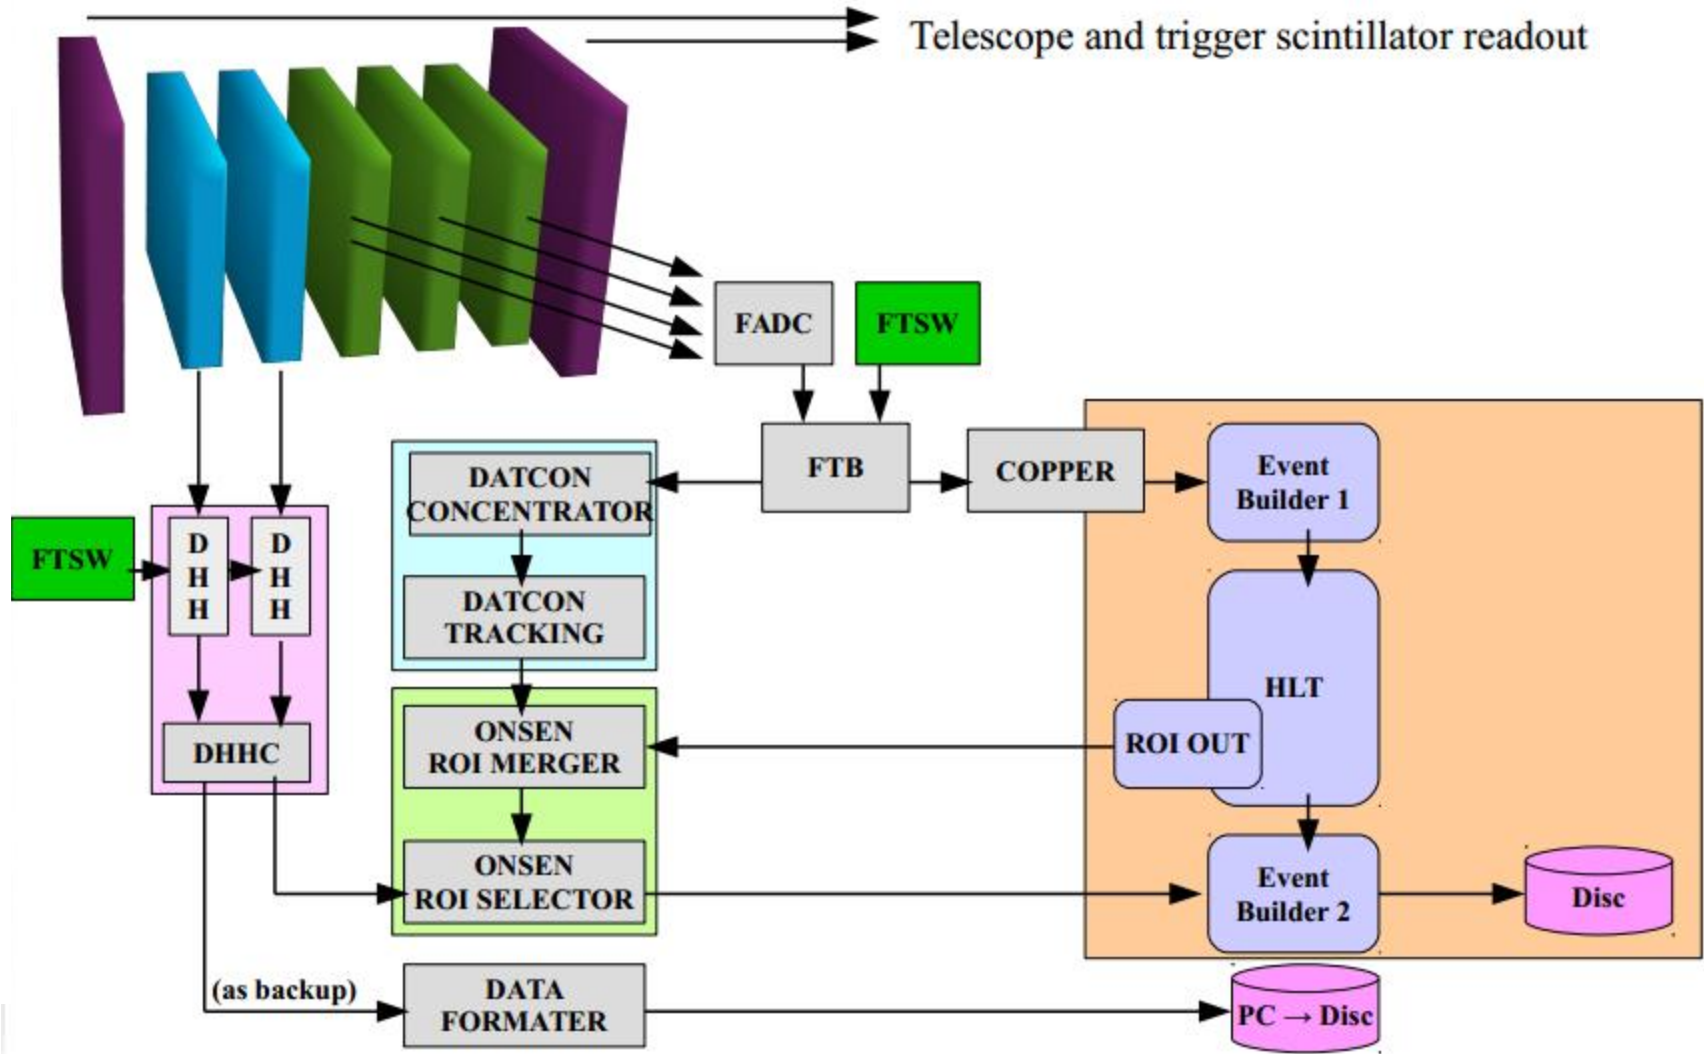 Telescope and trigger scintillator readout
FADC
FTSW
FTB
COPPER
Event
Builder 1
DATCON
CONCENTRATOR
FTSW
D
H
H
D
H
H
DATCON
TRACKING
HLT
DHHC
ONSEN
ROI MERGER
ROI OUT
ONSEN
ROI SELECTOR
Event
Builder 2
Disc
(as backup)
DATA
FORMATER
PC → Disc